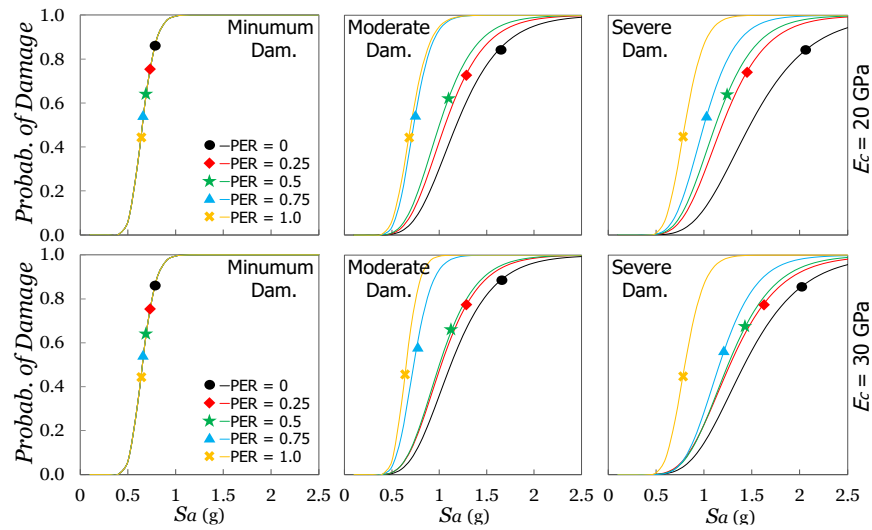 1.0
0.8
0.6
0.4
0.2
0.0
Probab. of Damage
Minumum
Dam.
–PER = 0
–PER = 0.25
–PER = 0.5
–PER = 0.75
–PER = 1.0
Moderate
Dam.
Severe
Dam.
Ec = 20 GPa
1.0
0.8
0.6
0.4
0.2
0.0
Probab. of Damage
Minumum
Dam.
–PER = 0
–PER = 0.25
–PER = 0.5
–PER = 0.75
–PER = 1.0
Moderate
Dam.
Severe
Dam.
Ec = 30 GPa
0 0.5 1 1.5 2 2.5
0 0.5 1 1.5 2 2.5
0 0.5 1 1.5 2 2.5
Sa (g)
Sa (g)
Sa (g)